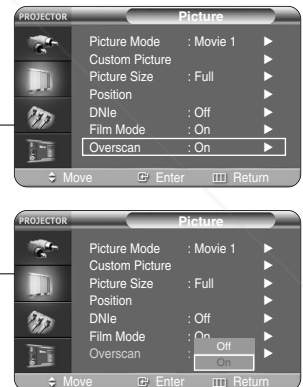 PROJECTOR Picture
Picture Mode : Movie 1
Custom Picture
Picture Size : Full
Position
DNIe : Off
Film Mode : On
Overscan : On
Move Enter Return
PROJECTOR Picture
Picture Mode : Movie 1
Custom Picture
Picture Size : Full
Position
DNIe : Off
Film Mode : On
Off
Overscan :
On
Move Enter Return